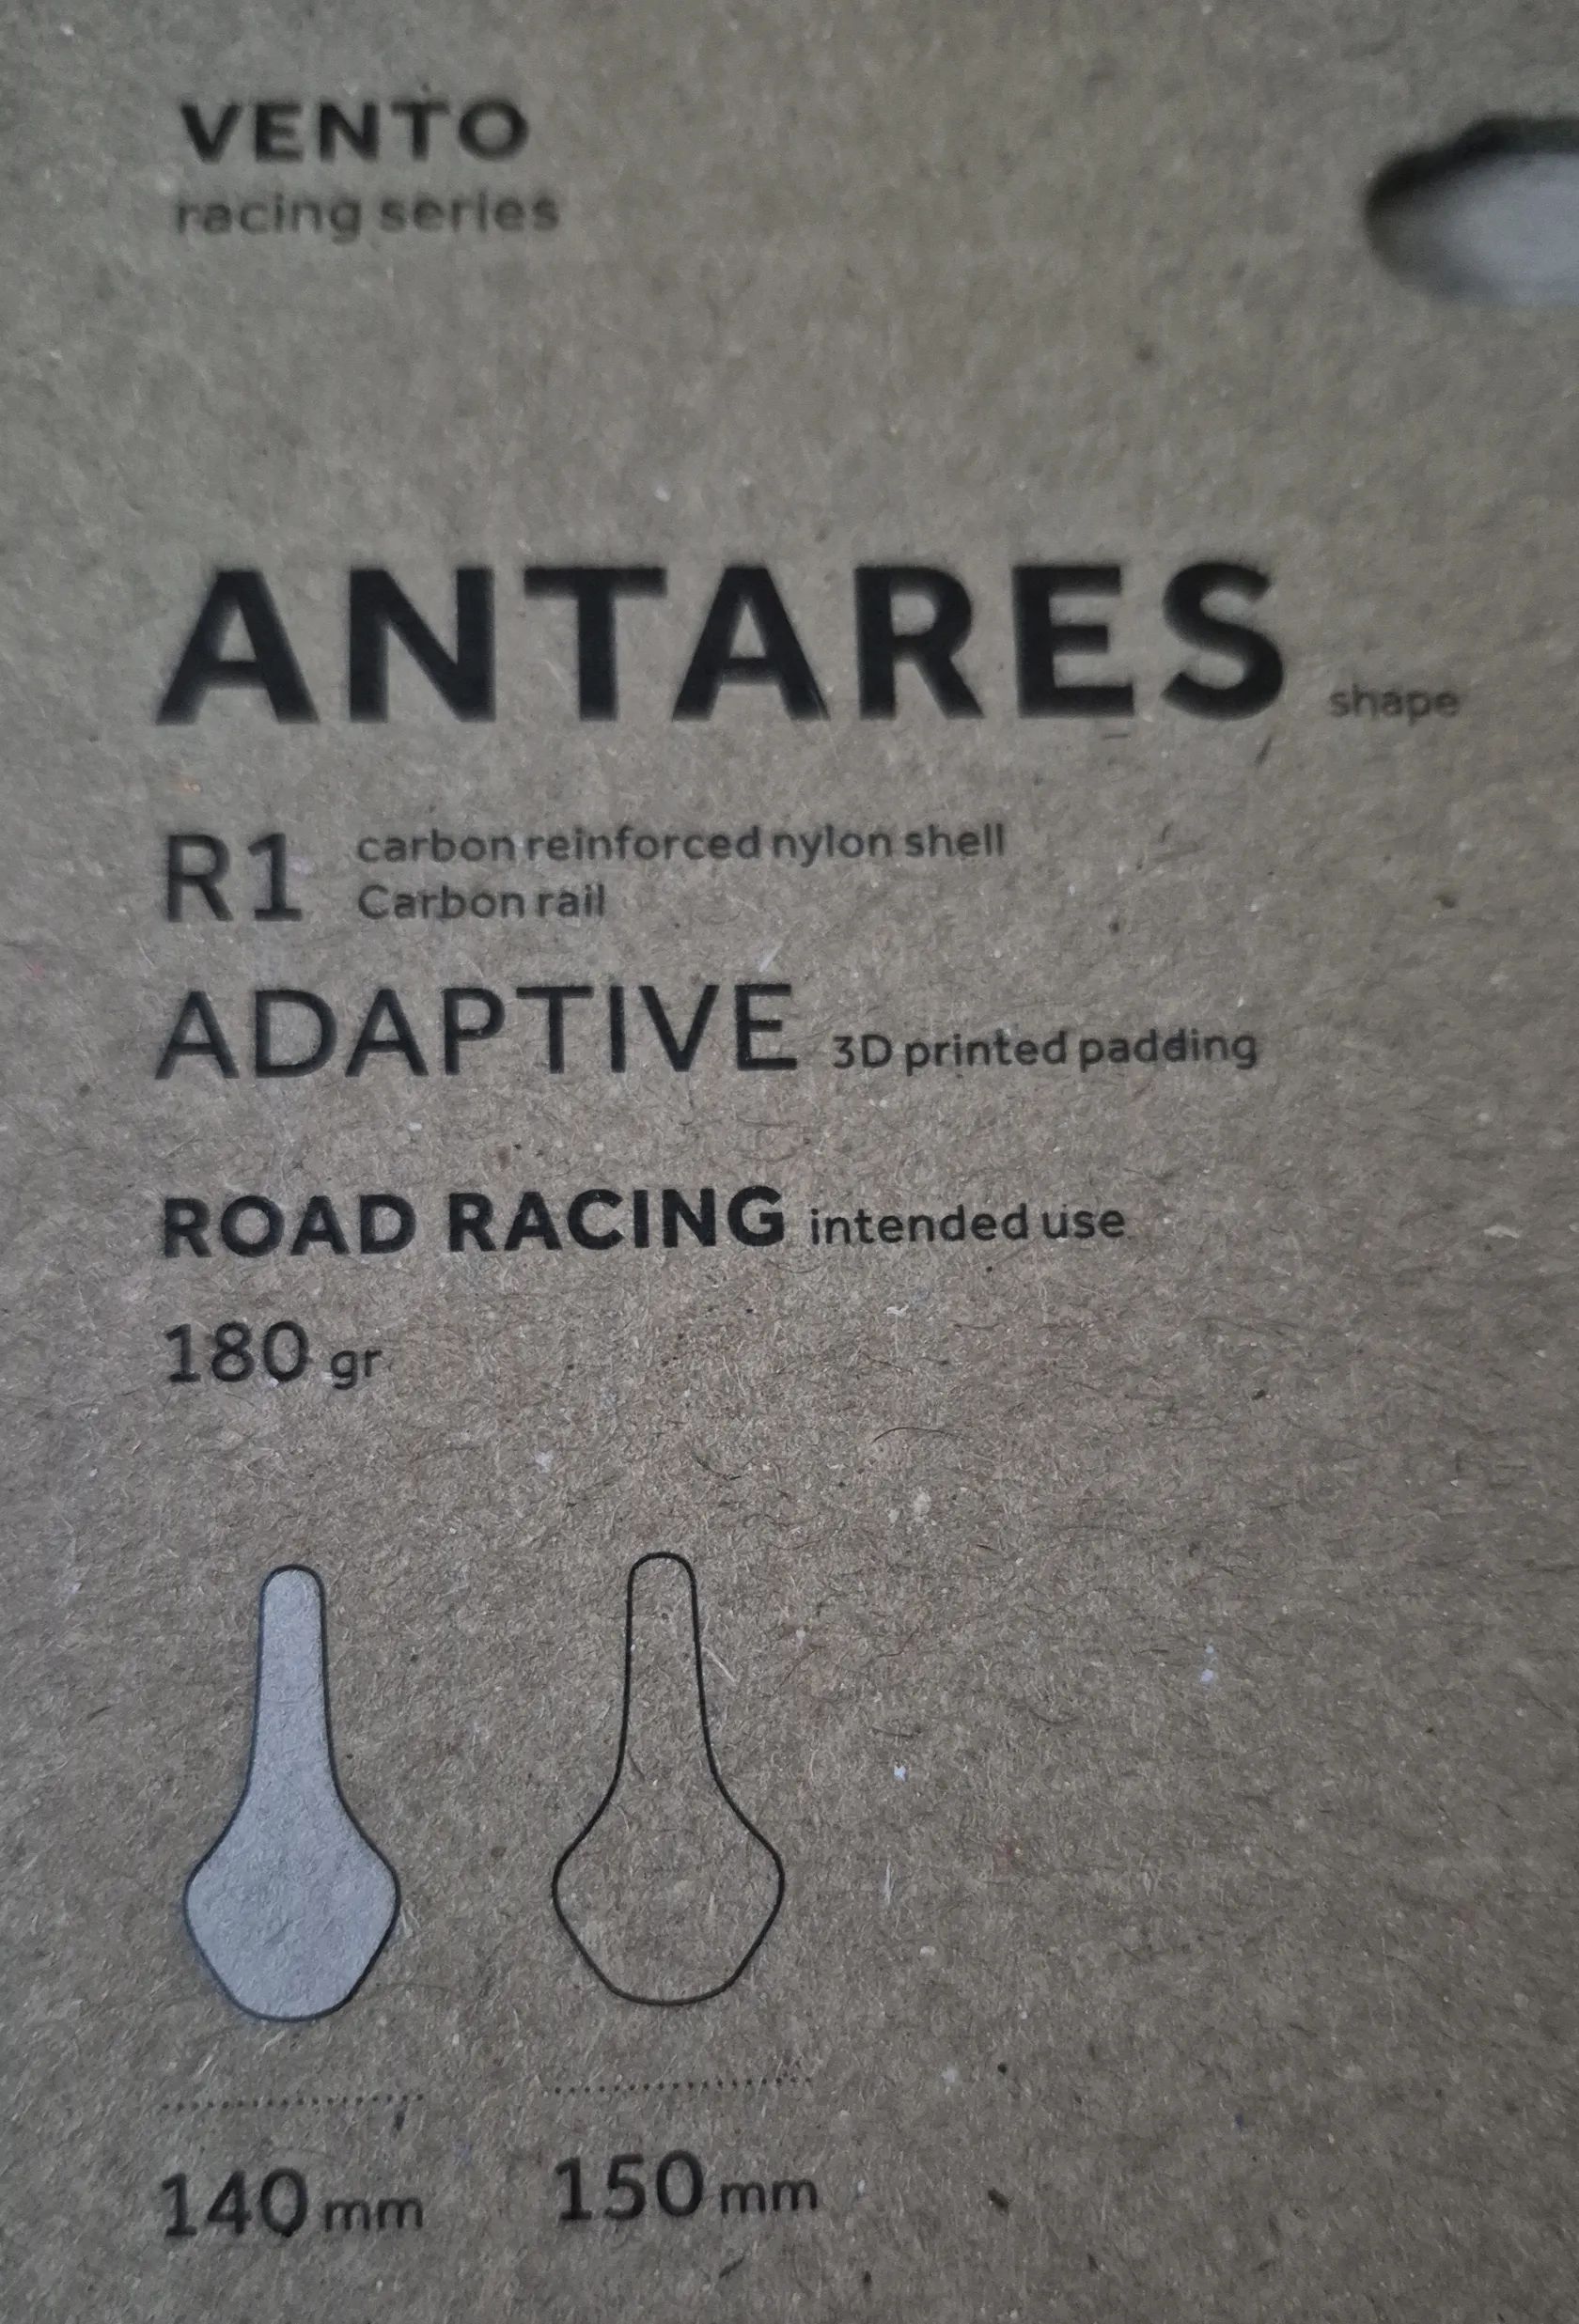 VENTO
racing series
ANTARES shape
R1 carbon reinforced nylon shell
Carbon rail
ADAPTIVE 3D printed padding
ROAD RACING intended use
180 gr
140 mm 150 mm